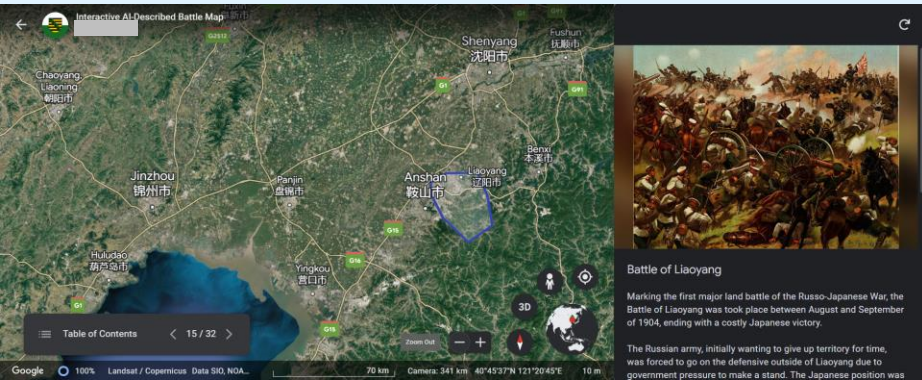 Interactive AI-Described Battle Map
G2512
Shenyang
沈阳市
Fushun
抚顺市
Chaoyang,
Liaoning
朝阳市
G1
G91
Benxi
本溪市
Jinzhou
锦州市
Panjin
盘锦市
Anshan
鞍山市
Liaoyang
辽阳市
G15
Huludao
葫芦岛市
G16
Yingkou
营口市
G1
G15
3D
Table of Contents
15 / 32
Zoom Out
Google
100%
Landsat / Copernicus Data SIO, NOA...
70 km
Camera: 341 km 40°45'37"N 121°20'45"E
10 m
Battle of Liaoyang
Marking the first major land battle of the Russo-Japanese War, the
Battle of Liaoyang was took place between August and September
of 1904, ending with a costly Japanese victory.
The Russian army, initially wanting to give up territory for time,
was forced to go on the defensive outside of Liaoyang due to
government pressure to make a stand. The Japanese position was